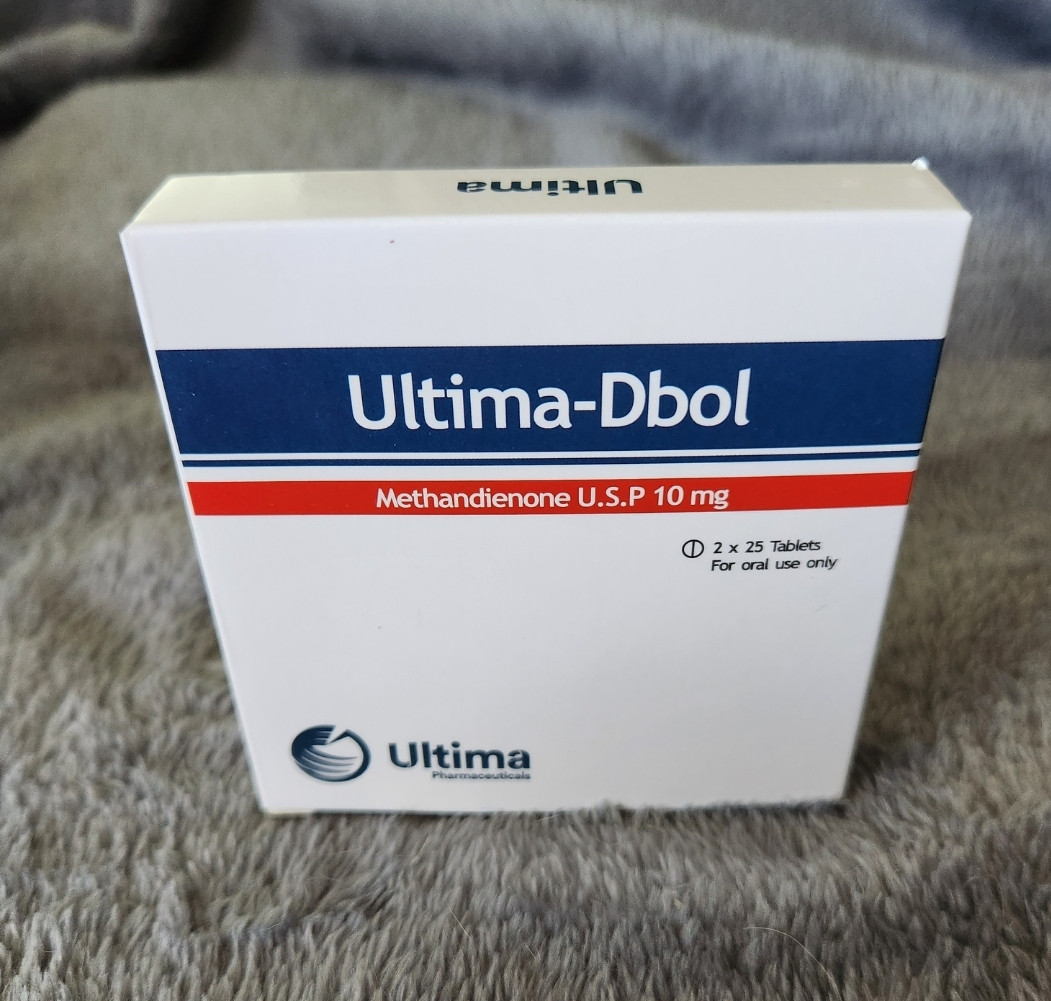 Ultima
Ultima-Dbol
Methandienone U.S.P 10 mg
2 x 25 Tablets
For oral use only
Ultima
Pharmaceuticals